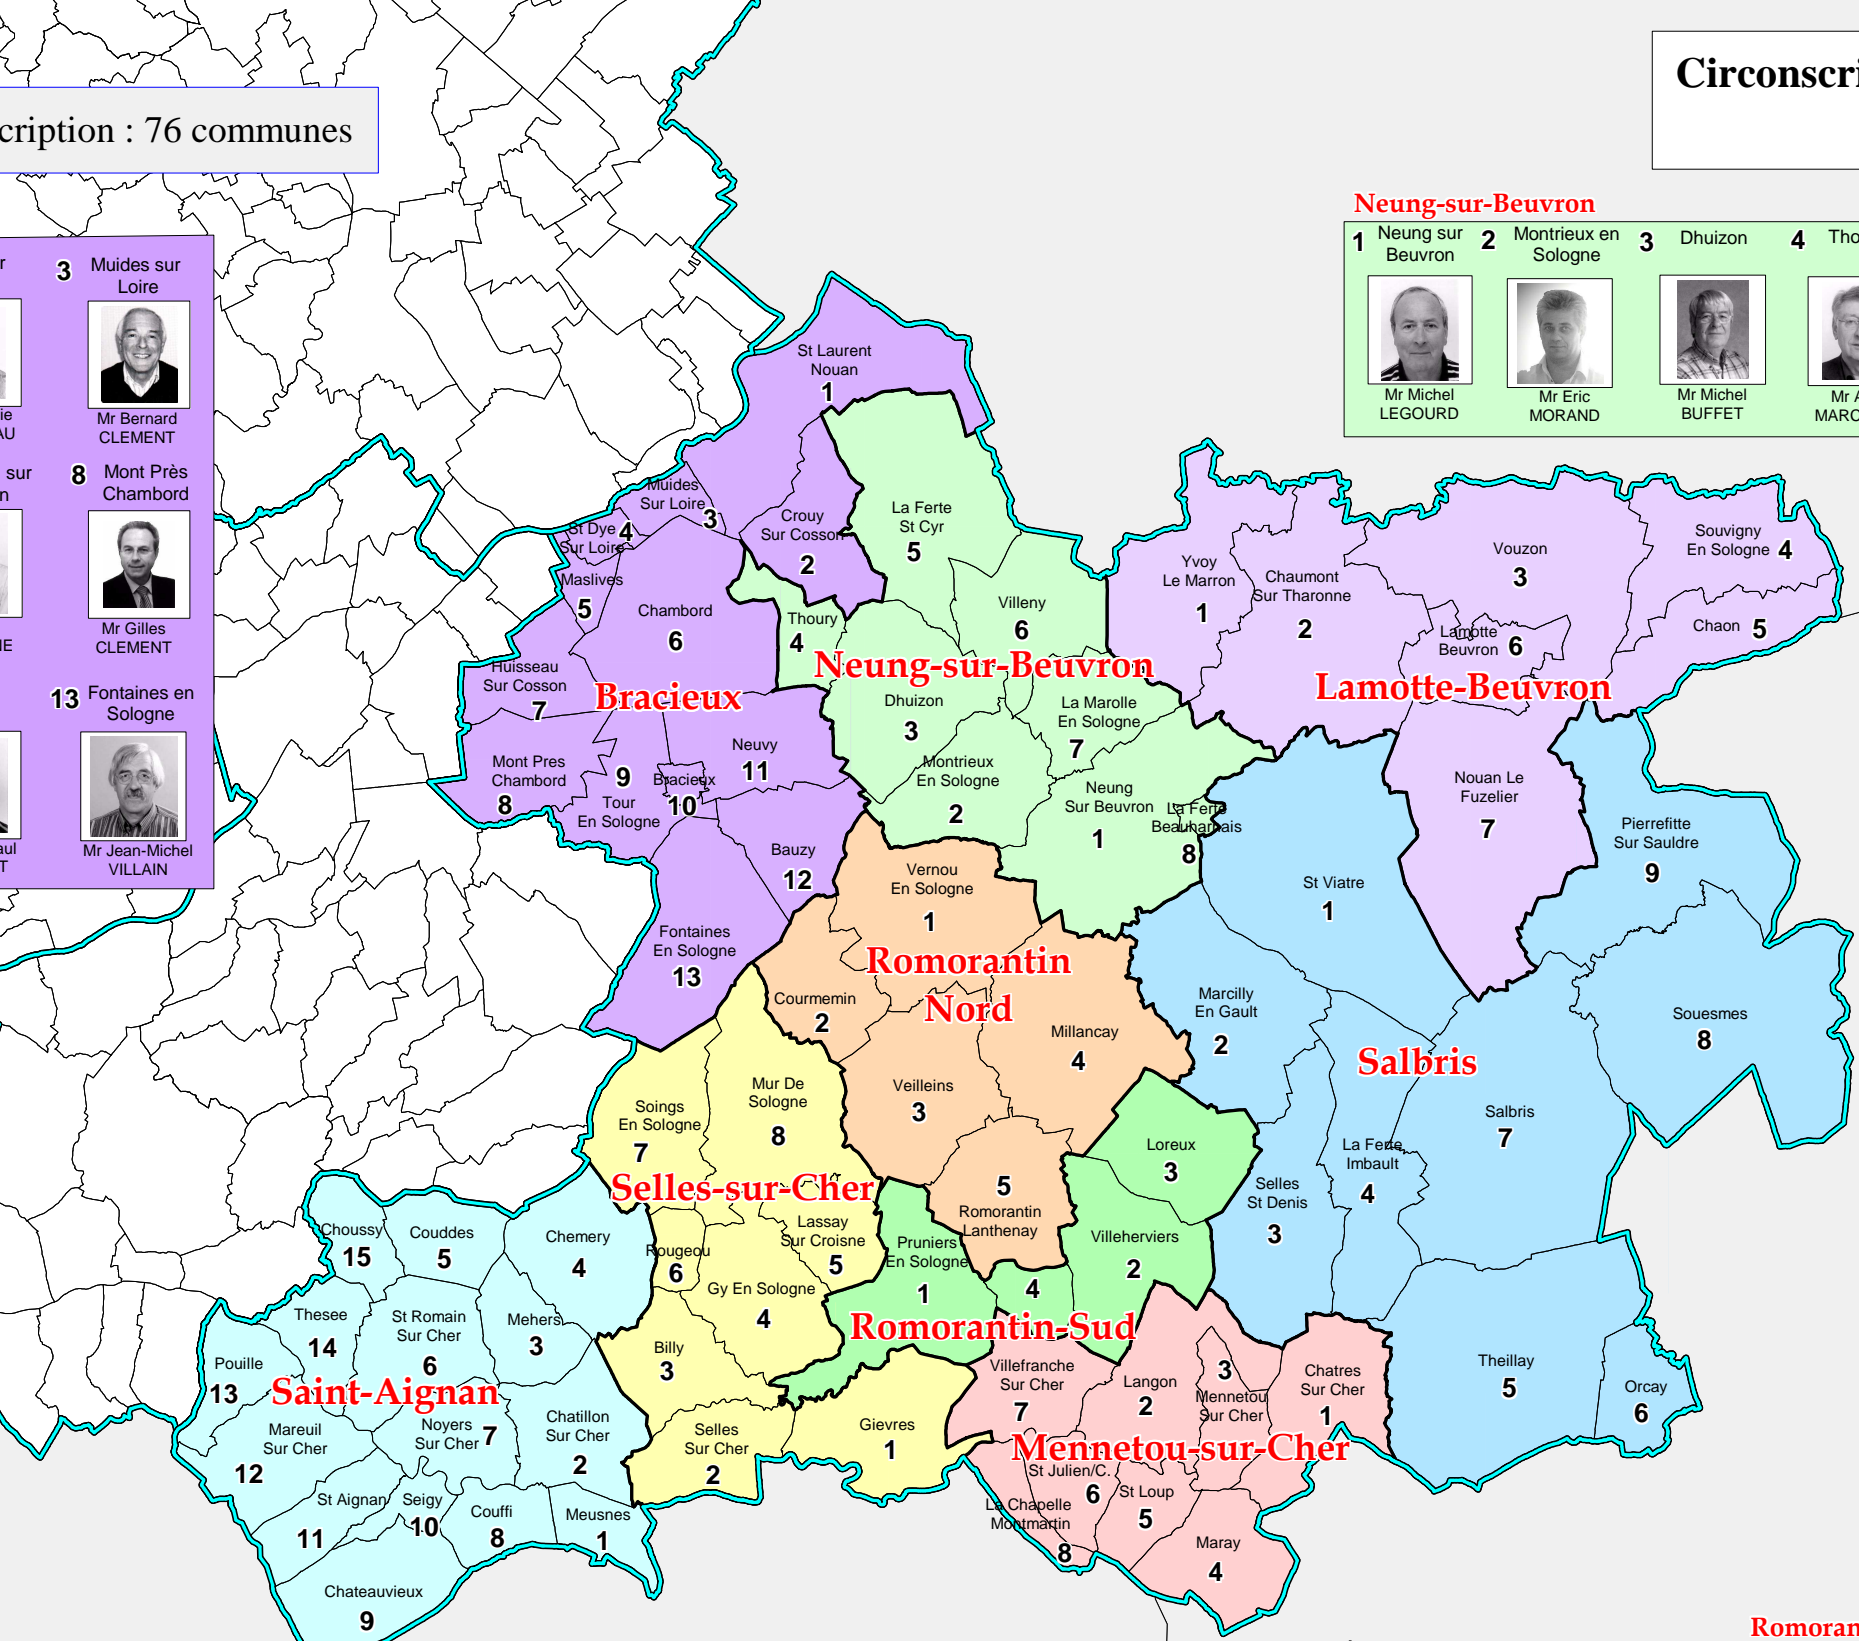 Circonscri
cription : 76 communes
Neung-sur-Beuvron
1 Neung sur
Beuvron
2 Montrieux en
Sologne
3 Dhuizon
4 Tho
Mr Michel
LEGOURD
Mr Eric
MORAND
Mr Michel
BUFFET
Mr A
MARC
r
3 Muides sur
Loire
ie
AU
Mr Bernard
CLEMENT
sur
n
8 Mont Près
Chambord
IE
Mr Gilles
CLEMENT
13 Fontaines en
Sologne
aul
T
Mr Jean-Michel
VILLAIN
St Laurent
Nouan
1
Muides
Sur Loire
3
St Dye
Sur Loire
4
Crouy
Sur Cosson
2
Maslives
5
Chambord
6
Huisseau
Sur Cosson
7
Bracieux
Mont Pres
Chambord
8
9
Tour
En Sologne
Bracieux
10
Neuvy
11
Bauzy
12
Fontaines
En Sologne
13
La Ferte
St Cyr
5
Thoury
4
Villeny
6
Neung-sur-Beuvron
Dhuizon
3
La Marolle
En Sologne
7
Montrieux
En Sologne
2
Neung
Sur Beuvron
1
La Ferte
Beauharnais
8
Yvoy
Le Marron
1
Chaumont
Sur Tharonne
2
Vouzon
3
Souvigny
En Sologne
4
Chaon
5
Lamotte
Beuvron
6
Lamotte-Beuvron
Nouan Le
Fuzelier
7
Pierrefitte
Sur Sauldre
9
St Viatre
1
Marcilly
En Gault
2
Salbris
Souesmes
8
Salbris
7
La Ferte
Imbault
4
Selles
St Denis
3
Theillay
5
Orcay
6
Vernou
En Sologne
1
Romorantin
Nord
Courmemin
2
Millancay
4
Veilleins
3
5
Romorantin
Lanthenay
Loreux
3
Villeherviers
2
Pruniers
En Sologne
1
4
Romorantin-Sud
Soings
En Sologne
7
Mur De
Sologne
8
Selles-sur-Cher
Rougeou
6
Lassay
Sur Croisne
5
Gy En Sologne
4
Billy
3
Selles
Sur Cher
2
Gievres
1
Choussy
15
Couddes
5
Chemery
4
Thesee
14
St Romain
Sur Cher
6
Mehers
3
Pouille
13
Saint-Aignan
Mareuil
Sur Cher
12
Noyers
Sur Cher
7
Chatillon
Sur Cher
2
St Aignan
11
Seigy
10
Couffi
8
Meusnes
1
Chateauvieux
9
Villefranche
Sur Cher
7
Langon
2
3
Mennetou
Sur Cher
Chatres
Sur Cher
1
Mennetou-sur-Cher
St Julien/C.
6
St Loup
5
La Chapelle
Montmartin
8
Maray
4
Romoran